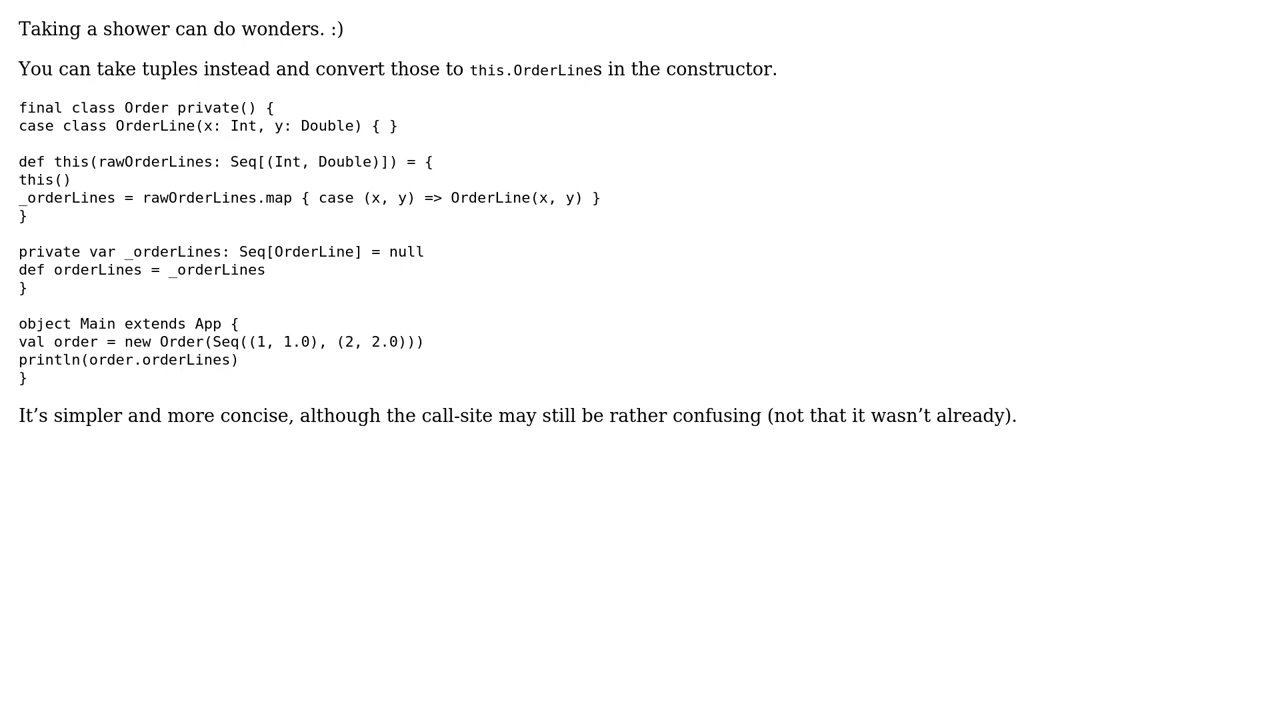 Taking a shower can do wonders. :)
You can take tuples instead and convert those to this.OrderLines in the constructor.
final class Order private() {
case class OrderLine(x: Int, y: Double) { }
def this(rawOrderLines: Seq[(Int, Double)]) = {
this()
_orderLines = rawOrderLines.map { case (x, y) => OrderLine(x, y) }
}
private var _orderLines: Seq[OrderLine] = null
def orderLines = _orderLines
}
object Main extends App {
val order = new Order(Seq((1, 1.0), (2, 2.0)))
println(order.orderLines)
}
It’s simpler and more concise, although the call-site may still be rather confusing (not that it wasn’t already).